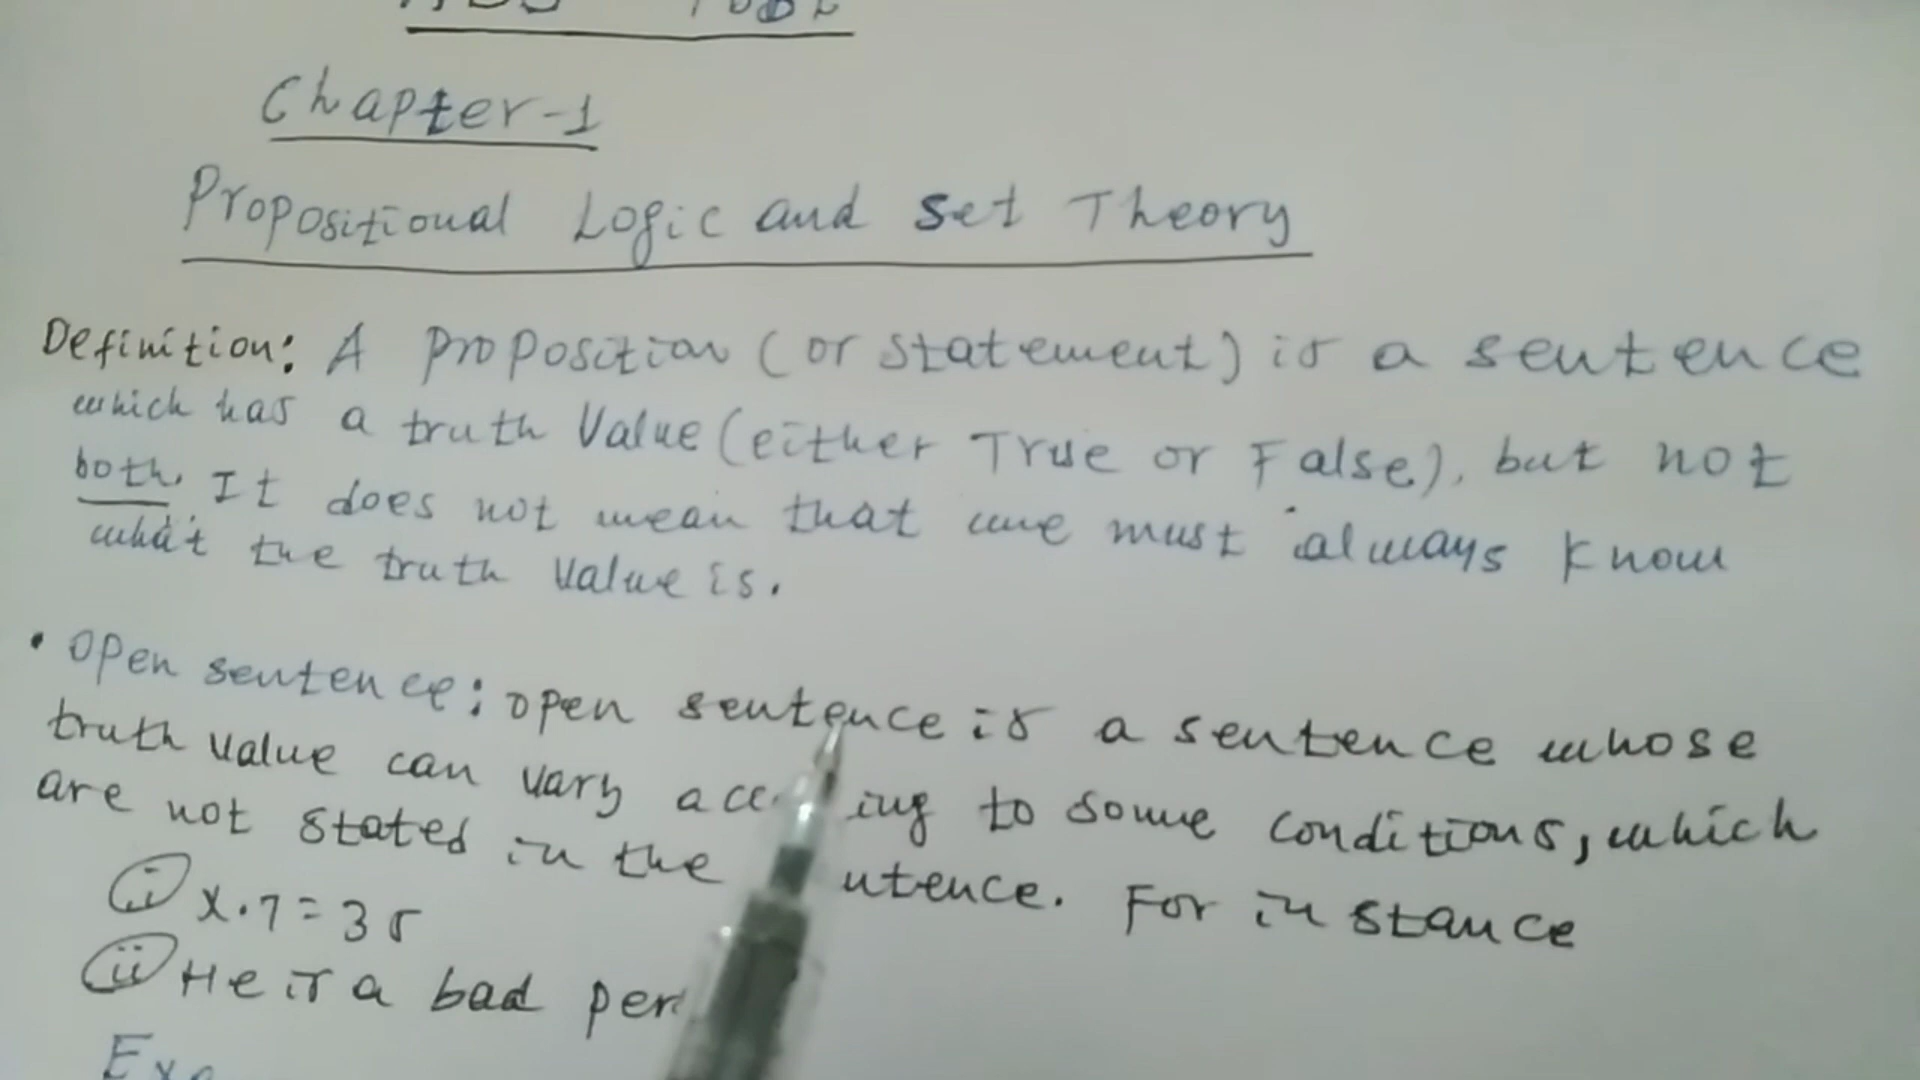 Chapter-1
Propositional Logic and set Theory
Definition: A proposition (or statement) is a sentence
which has a truth Value (either True or False), but not
both. It does not mean that we must always know
what the truth value is.
• open sentence: open sentence is a sentence whose
truth value can vary according to some conditions, which
are not stated in the sentence. For instance
(i) x.7=35
(ii) He is a bad per